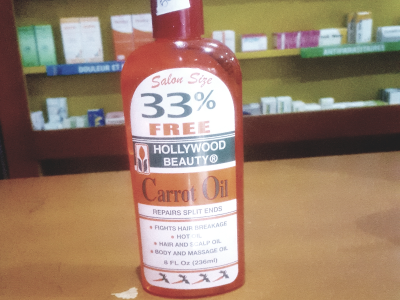 DOULEUR ET
ANTIPARASITAIRES
Salon Size
33%
FREE
HOLLYWOOD
BEAUTY®
Carrot Oil
REPAIRS SPLIT ENDS
• FIGHTS HAIR BREAKAGE
• HOT OIL
• HAIR AND SCALP OIL
• BODY AND MASSAGE OIL
8 FL Oz (236ml)